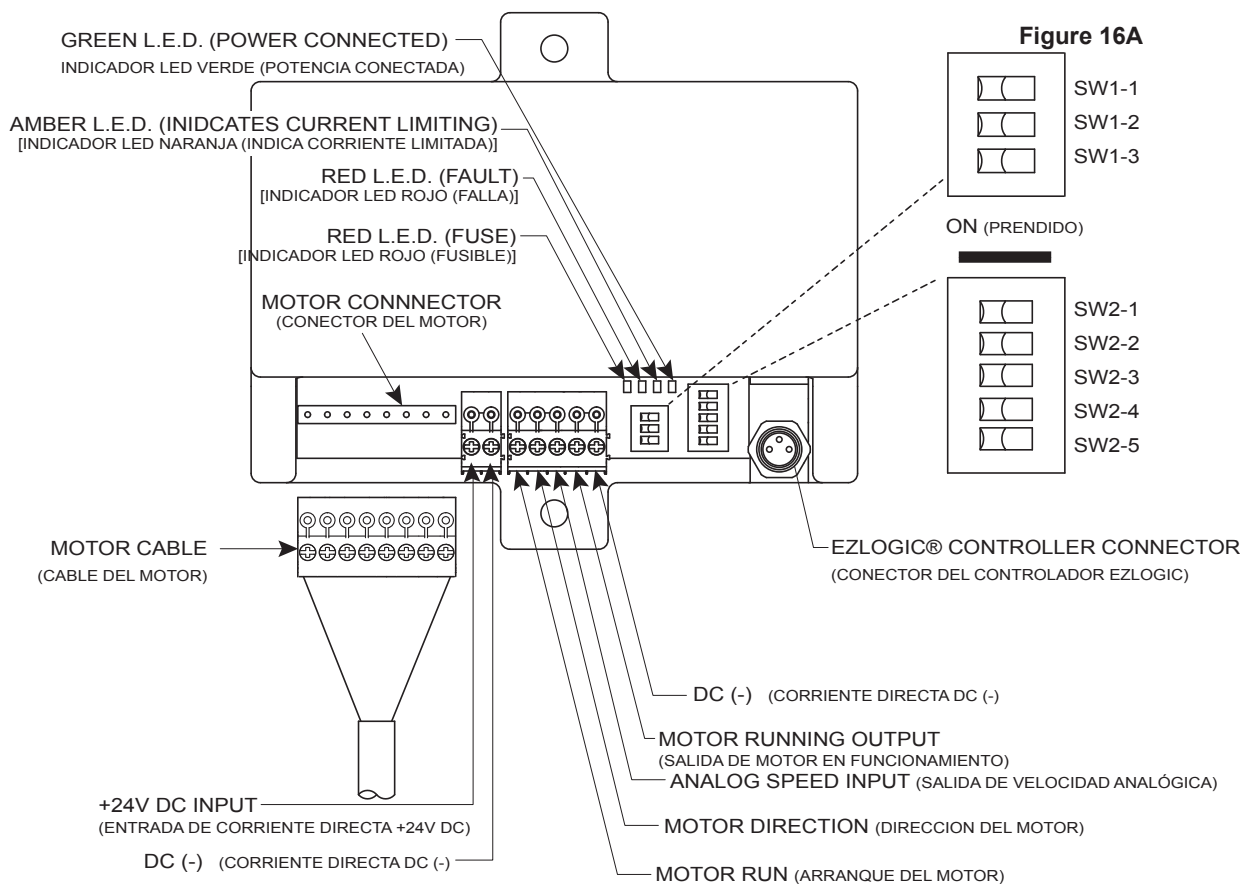 Figure 16A
GREEN L.E.D. (POWER CONNECTED)
INDICADOR LED VERDE (POTENCIA CONECTADA)
AMBER L.E.D. (INIDCATES CURRENT LIMITING)
[INDICADOR LED NARANJA (INDICA CORRIENTE LIMITADA)]
RED L.E.D. (FAULT)
[INDICADOR LED ROJO (FALLA)]
RED L.E.D. (FUSE)
[INDICADOR LED ROJO (FUSIBLE)]
MOTOR CONNNECTOR
(CONECTOR DEL MOTOR)
SW1-1
SW1-2
SW1-3
ON (PRENDIDO)
SW2-1
SW2-2
SW2-3
SW2-4
SW2-5
MOTOR CABLE
(CABLE DEL MOTOR)
EZLOGIC® CONTROLLER CONNECTOR
(CONECTOR DEL CONTROLADOR EZLOGIC)
DC (-) (CORRIENTE DIRECTA DC (-)
MOTOR RUNNING OUTPUT
(SALIDA DE MOTOR EN FUNCIONAMIENTO)
ANALOG SPEED INPUT (SALIDA DE VELOCIDAD ANALÓGICA)
+24V DC INPUT
(ENTRADA DE CORRIENTE DIRECTA +24V DC)
MOTOR DIRECTION (DIRECCION DEL MOTOR)
DC (-) (CORRIENTE DIRECTA DC (-)
MOTOR RUN (ARRANQUE DEL MOTOR)